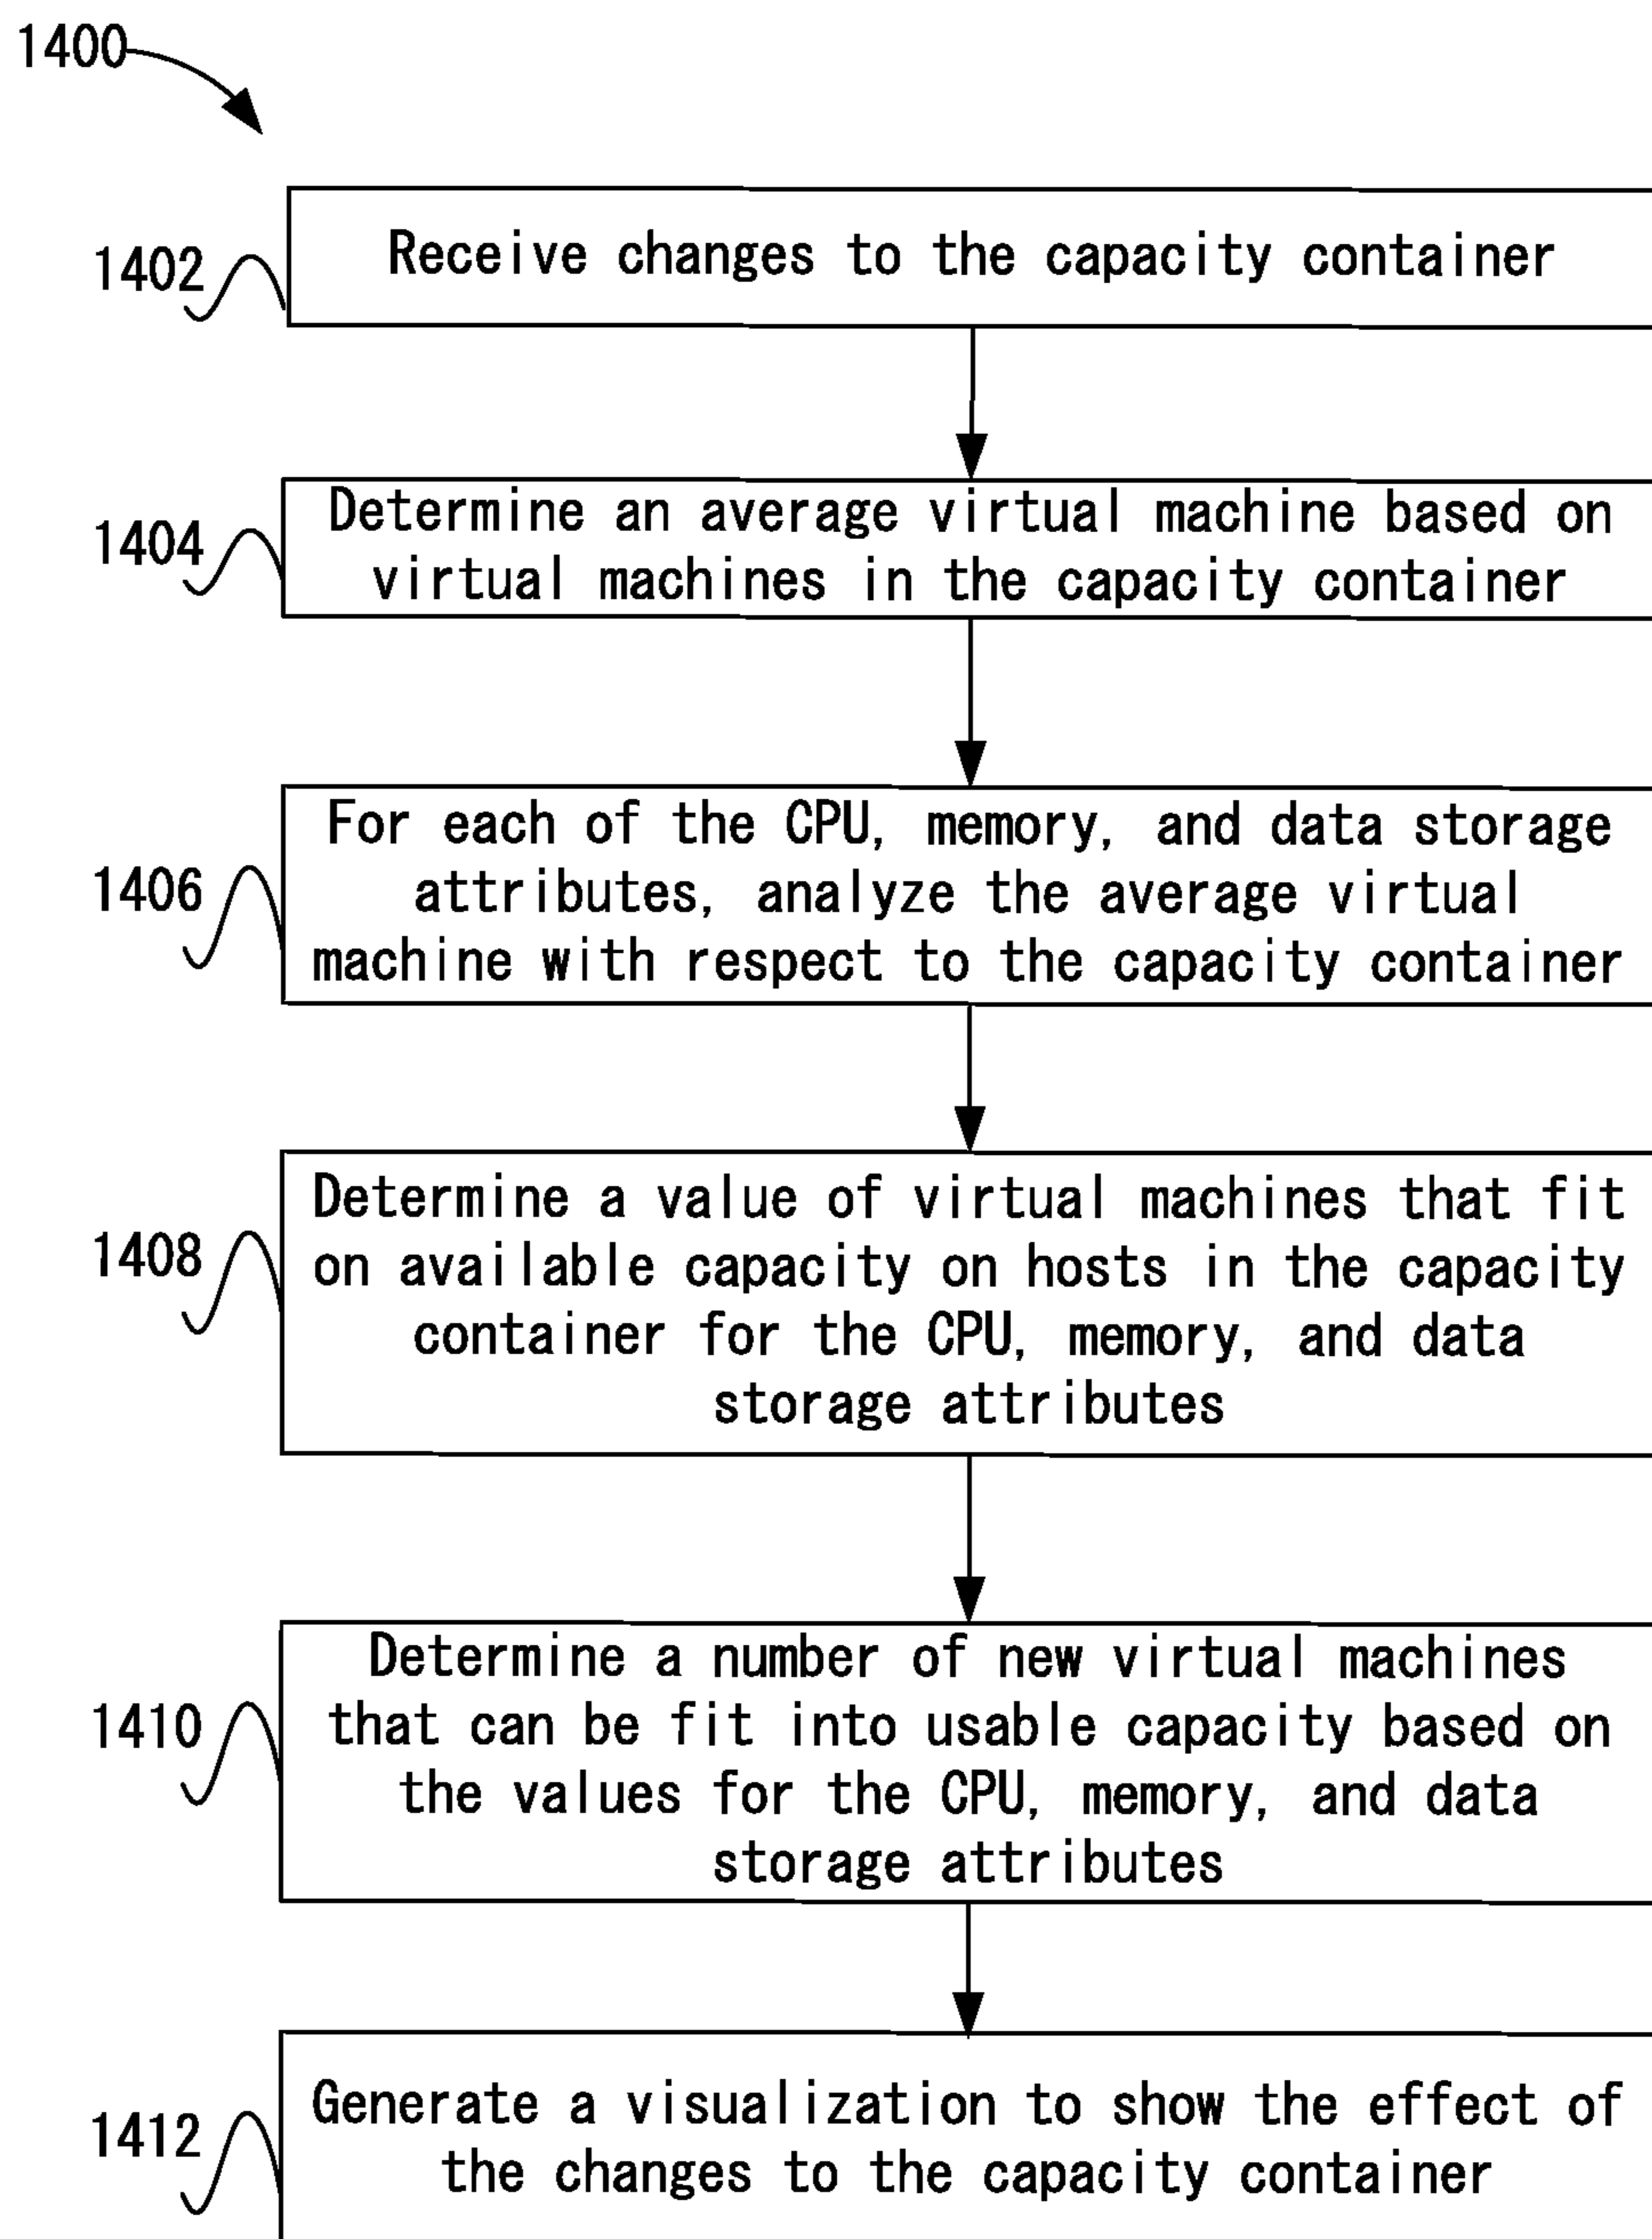 1400
1402
Receive changes to the capacity container
1404
Determine an average virtual machine based on
virtual machines in the capacity container
1406
For each of the CPU, memory, and data storage
attributes, analyze the average virtual
machine with respect to the capacity container
1408
Determine a value of virtual machines that fit
on available capacity on hosts in the capacity
container for the CPU, memory, and data
storage attributes
1410
Determine a number of new virtual machines
that can be fit into usable capacity based on
the values for the CPU, memory, and data
storage attributes
1412
Generate a visualization to show the effect of
the changes to the capacity container